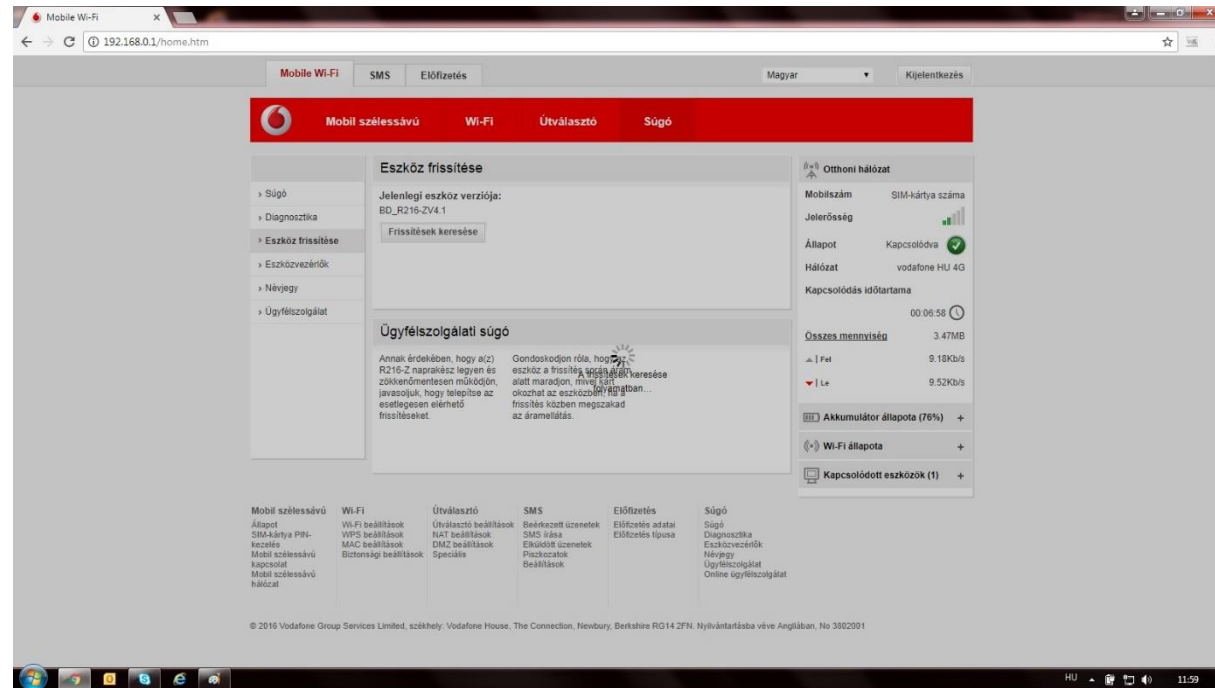 Mobile Wi-Fi
192.168.0.1/home.htm
Mobile Wi-Fi
SMS
Előfizetés
Magyar
Kijelentkezés
Mobil szélessávú
Wi-Fi
Útválasztó
Súgó
Súgó
Diagnosztika
Eszköz frissítése
Eszközvezérlők
Névjegy
Ügyfélszolgálat
Eszköz frissítése
Jelenlegi eszköz verziója:
BD_R216-ZV4.1
Frissítések keresése
Ügyfélszolgálati súgó
Annak érdekében, hogy a(z)
R216-Z naprakész legyen és
zökkenőmentesen működjön,
javasoljuk, hogy telepítse az
esetlegesen elérhető
frissítéseket.
Gondoskodjon róla, hogy az
eszköz a frissítés során áram
alatt maradjon, mivel kárt
okozhat az eszközben, ha a
frissítés közben megszakad
az áramellátás.
A frissítések keresése
folyamatban...
Otthoni hálózat
Mobilszám SIM-kártya száma
Jelerősség
Állapot Kapcsolódva
Hálózat vodafone HU 4G
Kapcsolódás időtartama
00:06:58
Összes mennyiség 3.47MB
Fel 9.18Kb/s
Le 9.52Kb/s
Akkumulátor állapota (76%) +
Wi-Fi állapota +
Kapcsolódott eszközök (1) +
Mobil szélessávú
Állapot
SIM-kártya PIN-
kezelés
Mobil szélessávú
kapcsolat
Mobil szélessávú
hálózat
Wi-Fi
Wi-Fi beállítások
WPS beállítások
MAC beállítások
Biztonsági beállítások
Útválasztó
Útválasztó beállítások
NAT beállítások
DMZ beállítások
Speciális
SMS
Beérkezett üzenetek
SMS írása
Elküldött üzenetek
Piszkozatok
Beállítások
Előfizetés
Előfizetés adatai
Előfizetés típusa
Súgó
Súgó
Diagnosztika
Eszközvezérlők
Névjegy
Ügyfélszolgálat
Online ügyfélszolgálat
© 2016 Vodafone Group Services Limited, székhely: Vodafone House, The Connection, Newbury, Berkshire RG14 2FN. Nyilvántartásba véve Angliában, No 3802001
HU
11:59